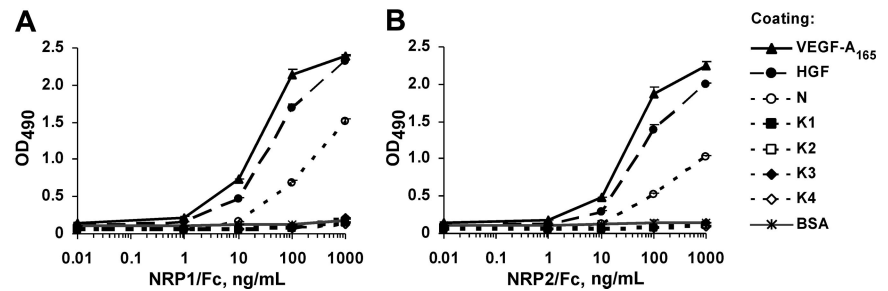 A
OD490
2.5
2.0
1.5
1.0
0.5
0
0.01 0.1 1 10 100 1000
NRP1/Fc, ng/mL
B
OD490
2.5
2.0
1.5
1.0
0.5
0
0.01 0.1 1 10 100 1000
NRP2/Fc, ng/mL
Coating:
VEGF-A165
HGF
N
K1
K2
K3
K4
BSA